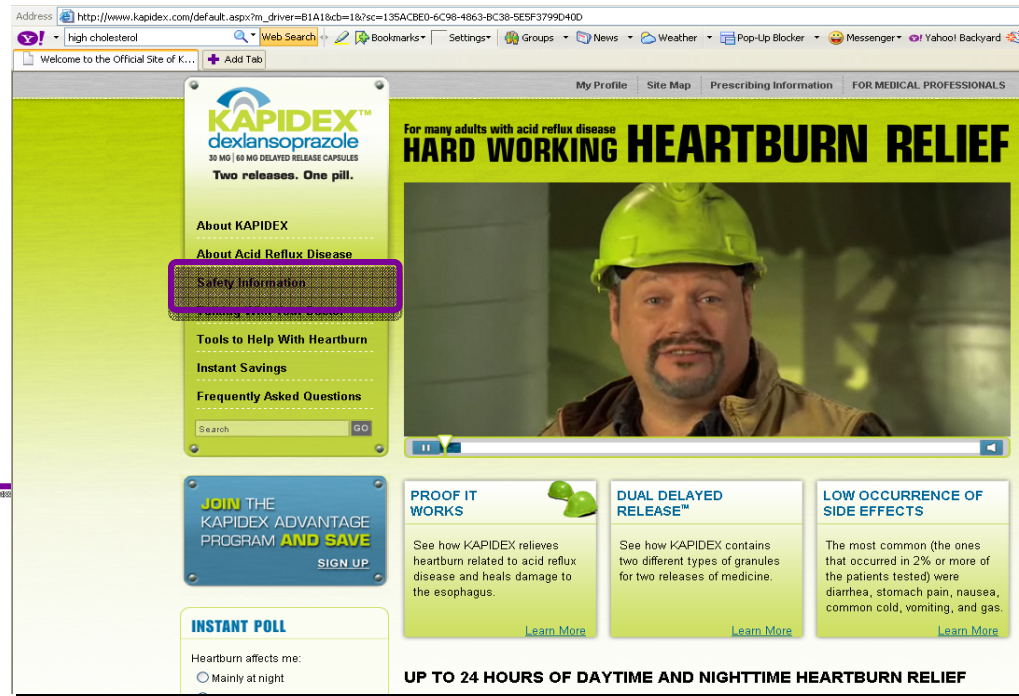 Address http://www.kapidex.com/default.aspx?m_driver=B1A1&cb=1&?sc=135ACBE0-6C98-4863-BC38-5E5F3799D40D
Y! high cholesterol Web Search Bookmarks Settings Groups News Weather Pop-Up Blocker Messenger Y! Yahoo! Backyard
Welcome to the Official Site of K... Add Tab
My Profile Site Map Prescribing Information FOR MEDICAL PROFESSIONALS
KAPIDEX™
dexlansoprazole
30 MG | 60 MG DELAYED RELEASE CAPSULES
Two releases. One pill.
About KAPIDEX
About Acid Reflux Disease
Safety Information
Tools to Help With Heartburn
Instant Savings
Frequently Asked Questions
Search GO
For many adults with acid reflux disease
HARD WORKING HEARTBURN RELIEF
JOIN THE
KAPIDEX ADVANTAGE
PROGRAM AND SAVE
SIGN UP
INSTANT POLL
Heartburn affects me:
Mainly at night
PROOF IT
WORKS
See how KAPIDEX relieves
heartburn related to acid reflux
disease and heals damage to
the esophagus.
Learn More
DUAL DELAYED
RELEASE™
See how KAPIDEX contains
two different types of granules
for two releases of medicine.
Learn More
LOW OCCURRENCE OF
SIDE EFFECTS
The most common (the ones
that occurred in 2% or more of
the patients tested) were
diarrhea, stomach pain, nausea,
common cold, vomiting, and gas.
Learn More
UP TO 24 HOURS OF DAYTIME AND NIGHTTIME HEARTBURN RELIEF